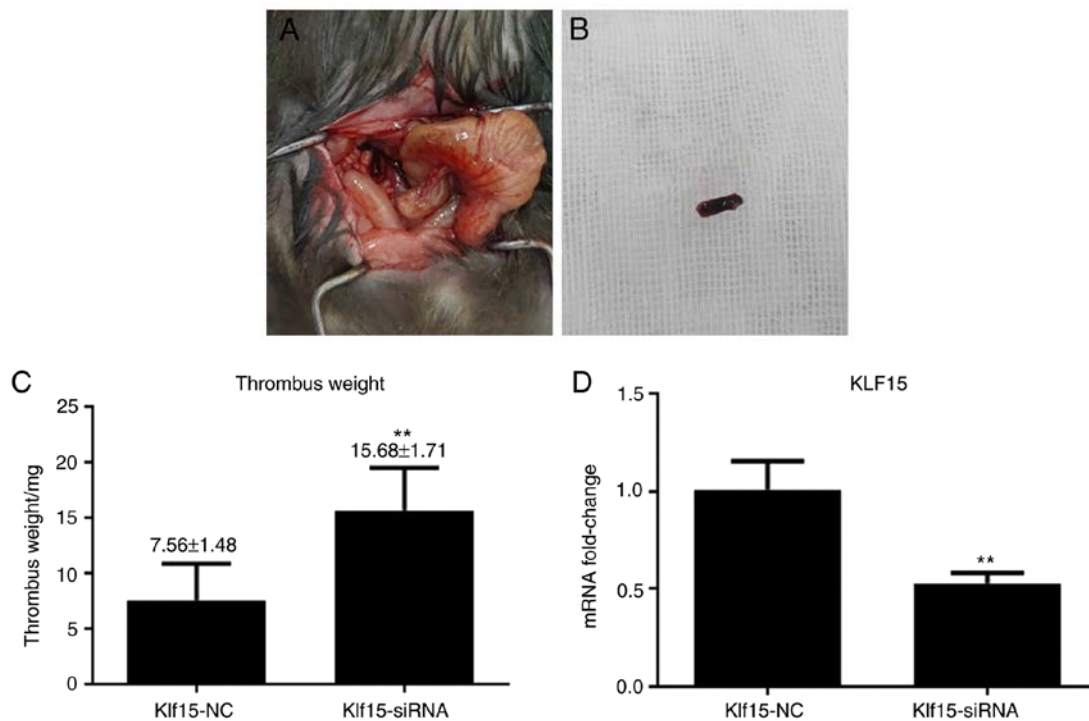 A
B
C
Thrombus weight
Thrombus weight/mg
25
20
15
10
5
0
7.56±1.48
**
15.68±1.71
Klf15-NC
Klf15-siRNA
D
KLF15
mRNA fold-change
1.5
1.0
0.5
0.0
**
Klf15-NC
Klf15-siRNA